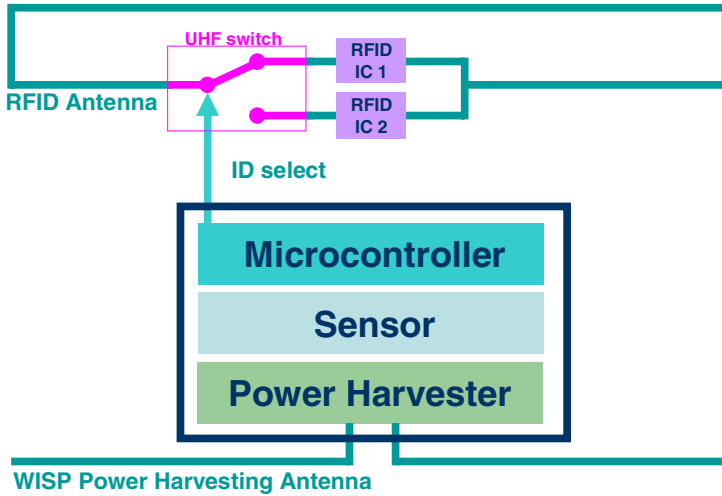 UHF switch
RFID
IC 1
RFID Antenna
RFID
IC 2
ID select
Microcontroller
Sensor
Power Harvester
WISP Power Harvesting Antenna